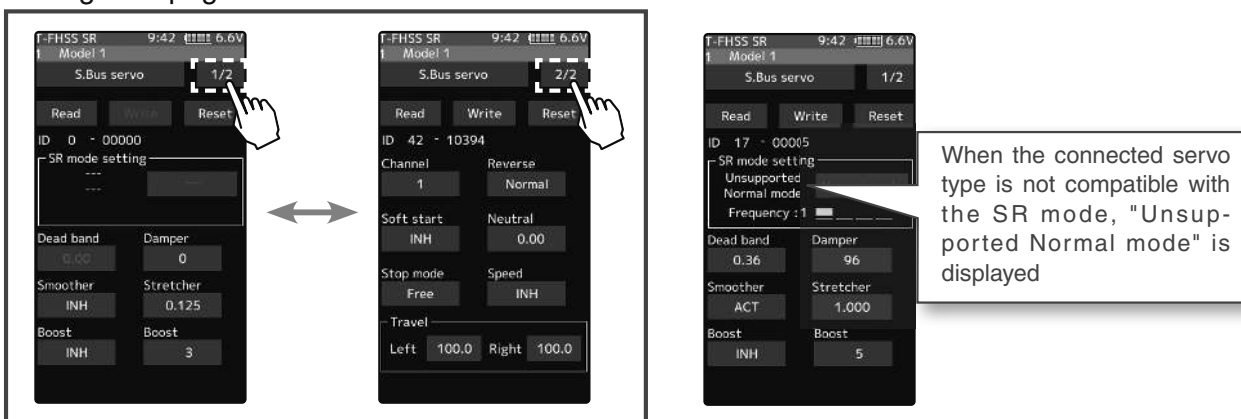 T-FHSS SR 9:42 6.6V
1 Model 1
S.Bus servo 1/2
Read Write Reset
ID 0 - 00000
SR mode setting
---
--- ---
Dead band Damper
0.00 0
Smoother Stretcher
INH 0.125
Boost Boost
INH 3
T-FHSS SR 9:42 6.6V
1 Model 1
S.Bus servo 2/2
Read Write Reset
ID 42 - 10394
Channel Reverse
1 Normal
Soft start Neutral
INH 0.00
Stop mode Speed
Free INH
Travel
Left 100.0 Right 100.0
T-FHSS SR 9:42 6.6V
1 Model 1
S.Bus servo 1/2
Read Write Reset
ID 17 - 00005
SR mode setting
Unsupported
Normal mode
Frequency : 1
Dead band Damper
0.36 96
Smoother Stretcher
ACT 1.000
Boost Boost
INH 5
When the connected servo
type is not compatible with
the SR mode, "Unsup-
ported Normal mode" is
displayed